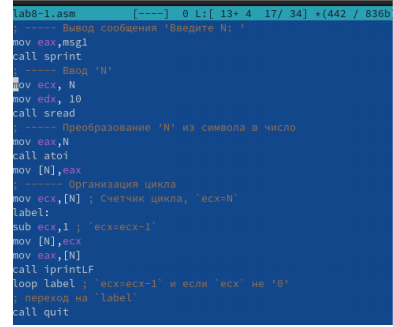 lab8-1.asm [----] 0 L:[ 13+ 4 17/ 34] *(442 / 836b
; ----- Вывод сообщения 'Введите N: '
mov eax,msg1
call sprint
; ----- Ввод 'N'
mov ecx, N
mov edx, 10
call sread
; ----- Преобразование 'N' из символа в число
mov eax,N
call atoi
mov [N],eax
; ------ Организация цикла
mov ecx,[N] ; Счетчик цикла, `ecx=N`
label:
sub ecx,1 ; `ecx=ecx-1`
mov [N],ecx
mov eax,[N]
call iprintLF
loop label ; `ecx=ecx-1` и если `ecx` не '0'
; переход на `label`
call quit